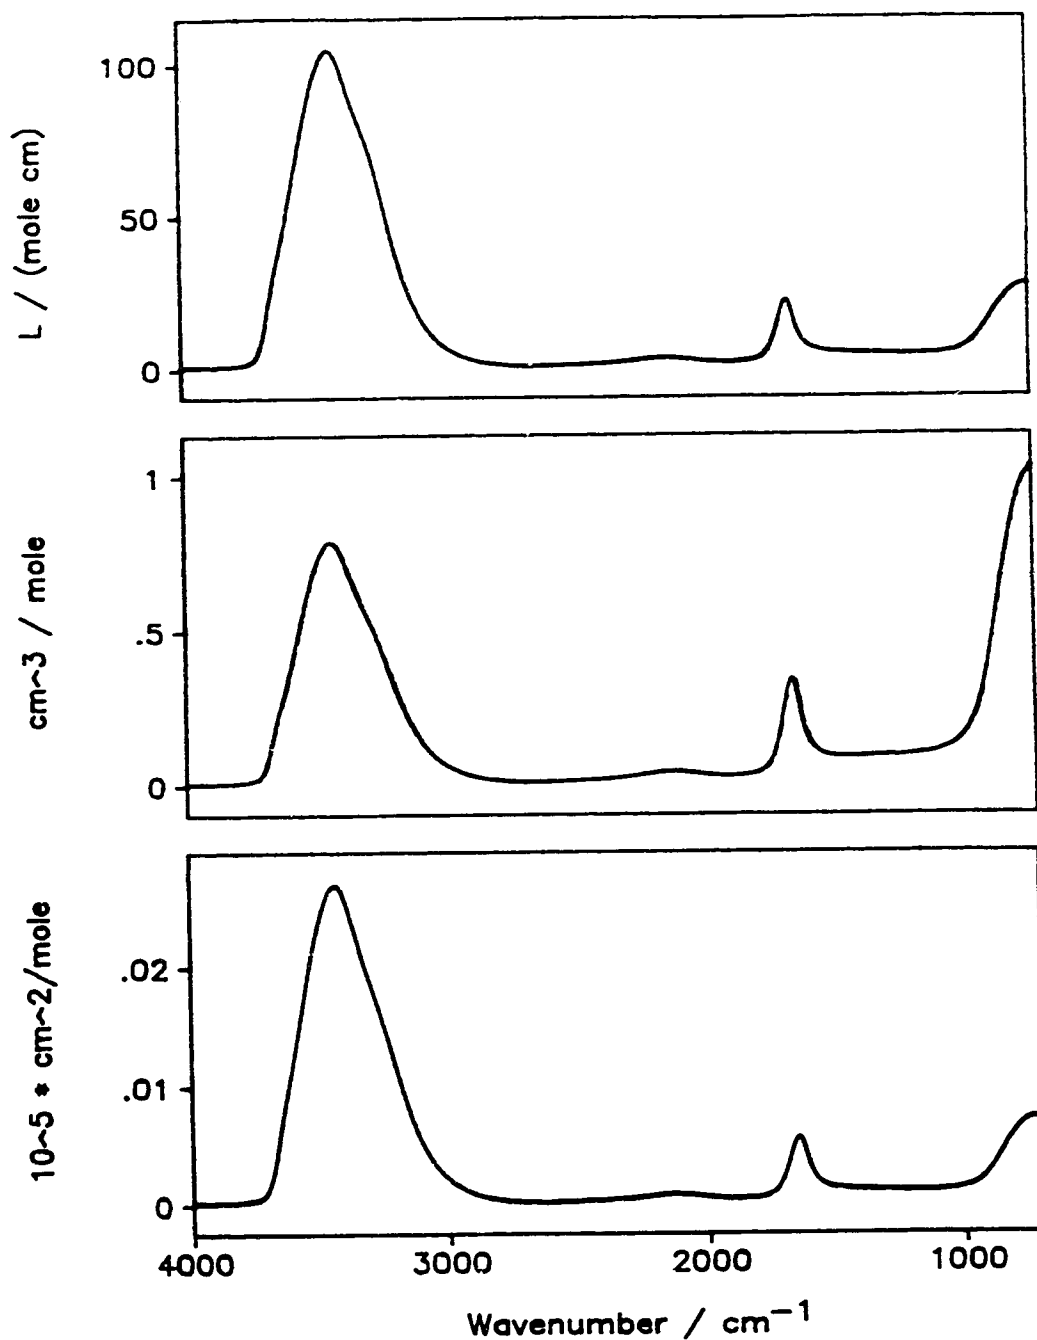 100
50
0
L / (mole cm)
1
.5
0
cm^3 / mole
.02
.01
0
10^5 * cm^2/mole
4000 3000 2000 1000
Wavenumber / cm⁻¹